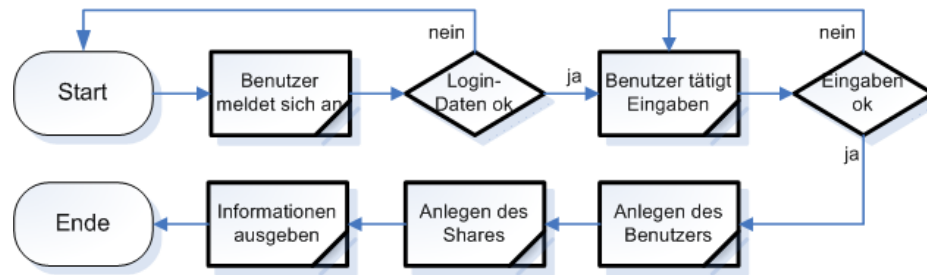 nein
nein
Start
Benutzer
meldet sich an
Login-
Daten ok
ja
Benutzer tätigt
Eingaben
Eingaben
ok
ja
Ende
Informationen
ausgeben
Anlegen des
Shares
Anlegen des
Benutzers